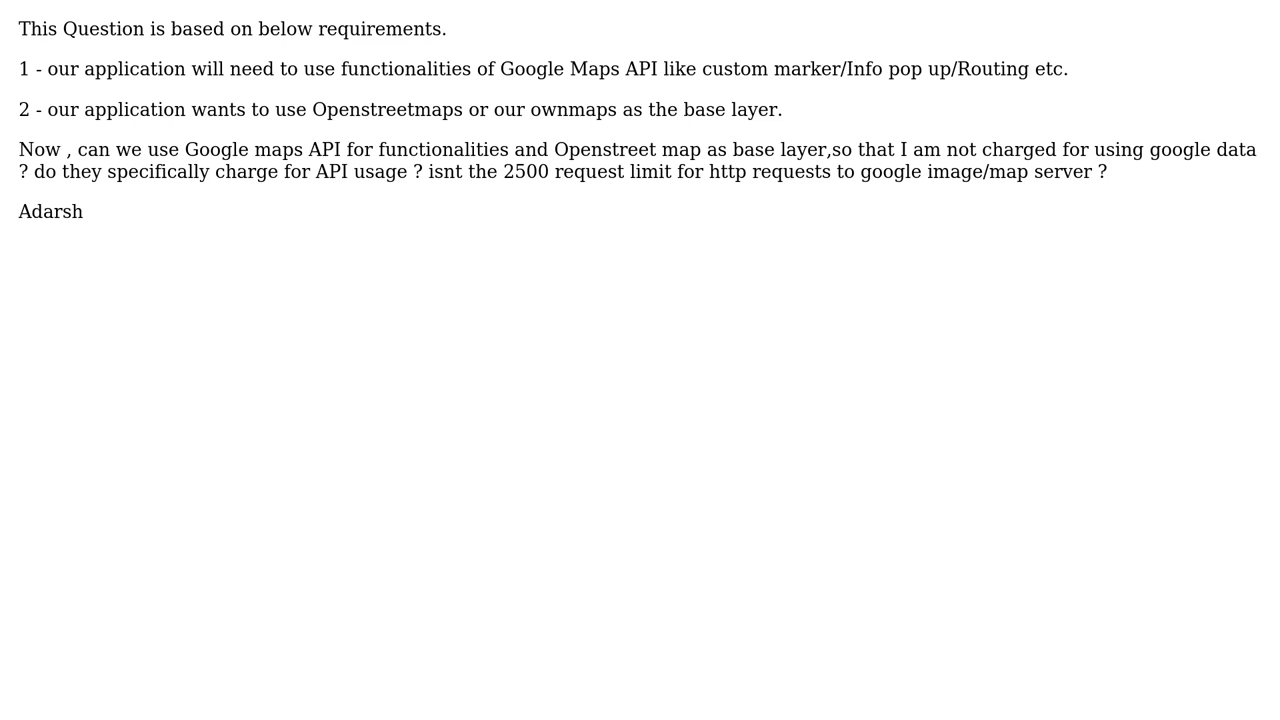 This Question is based on below requirements.
1 - our application will need to use functionalities of Google Maps API like custom marker/Info pop up/Routing etc.
2 - our application wants to use Openstreetmaps or our ownmaps as the base layer.
Now , can we use Google maps API for functionalities and Openstreet map as base layer,so that I am not charged for using google data
? do they specifically charge for API usage ? isnt the 2500 request limit for http requests to google image/map server ?
Adarsh